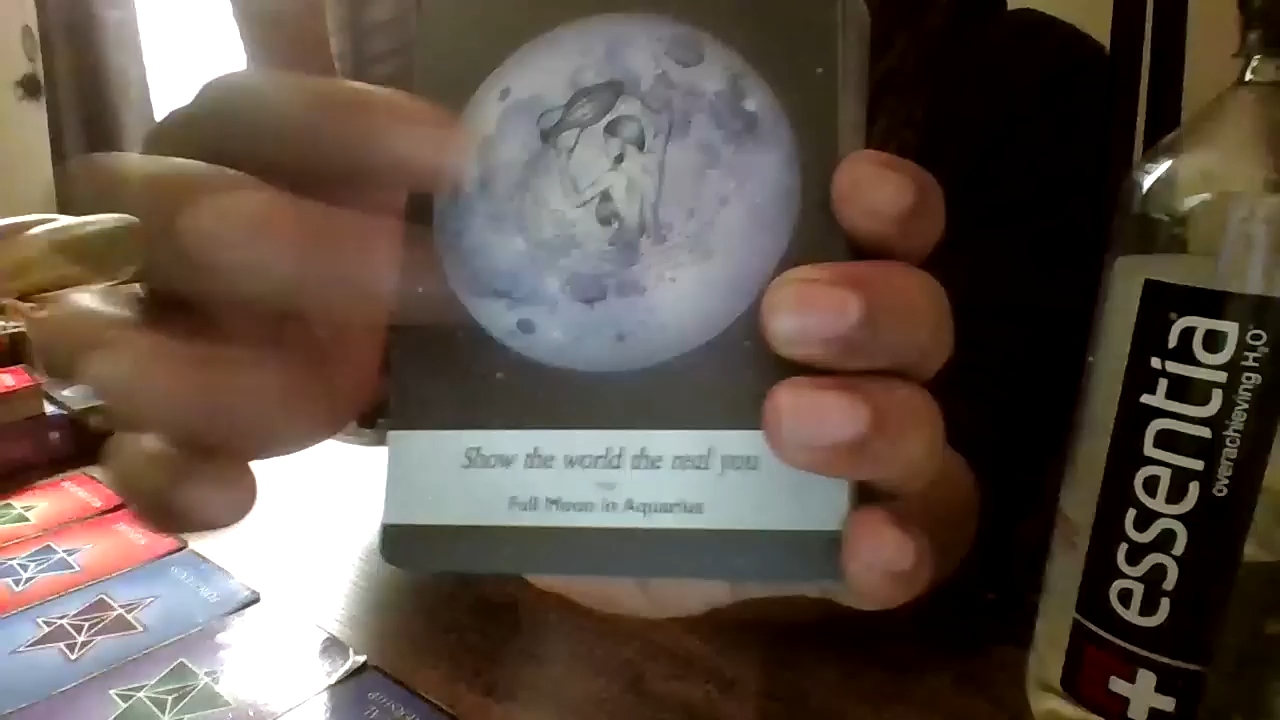 Show the world the real you
Full Moon in Aquarius
essentia
overachieving H₂O